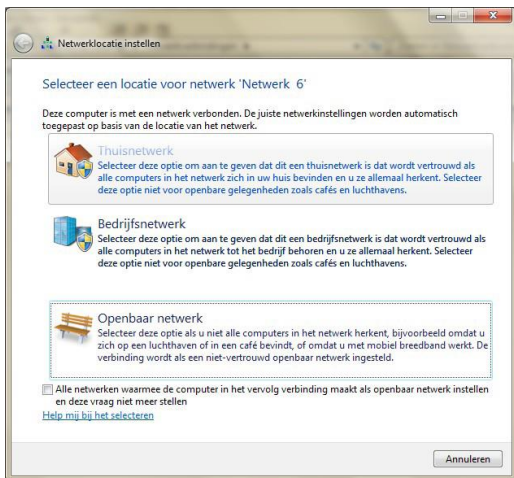 Netwerklocatie instellen
Selecteer een locatie voor netwerk 'Netwerk 6'
Deze computer is met een netwerk verbonden. De juiste netwerkinstellingen worden automatisch
toegepast op basis van de locatie van het netwerk.
Thuisnetwerk
Selecteer deze optie om aan te geven dat dit een thuisnetwerk is dat wordt vertrouwd als
alle computers in het netwerk zich in uw huis bevinden en u ze allemaal herkent. Selecteer
deze optie niet voor openbare gelegenheden zoals cafés en luchthavens.
Bedrijfsnetwerk
Selecteer deze optie om aan te geven dat dit een bedrijfsnetwerk is dat wordt vertrouwd als
alle computers in het netwerk tot het bedrijf behoren en u ze allemaal herkent. Selecteer
deze optie niet voor openbare gelegenheden zoals cafés en luchthavens.
Openbaar netwerk
Selecteer deze optie als u niet alle computers in het netwerk herkent, bijvoorbeeld omdat u
zich op een luchthaven of in een café bevindt, of omdat u met mobiel breedband werkt. De
verbinding wordt als een niet-vertrouwd openbaar netwerk ingesteld.
Alle netwerken waarmee de computer in het vervolg verbinding maakt als openbaar netwerk instellen
en deze vraag niet meer stellen
Help mij bij het selecteren
Annuleren